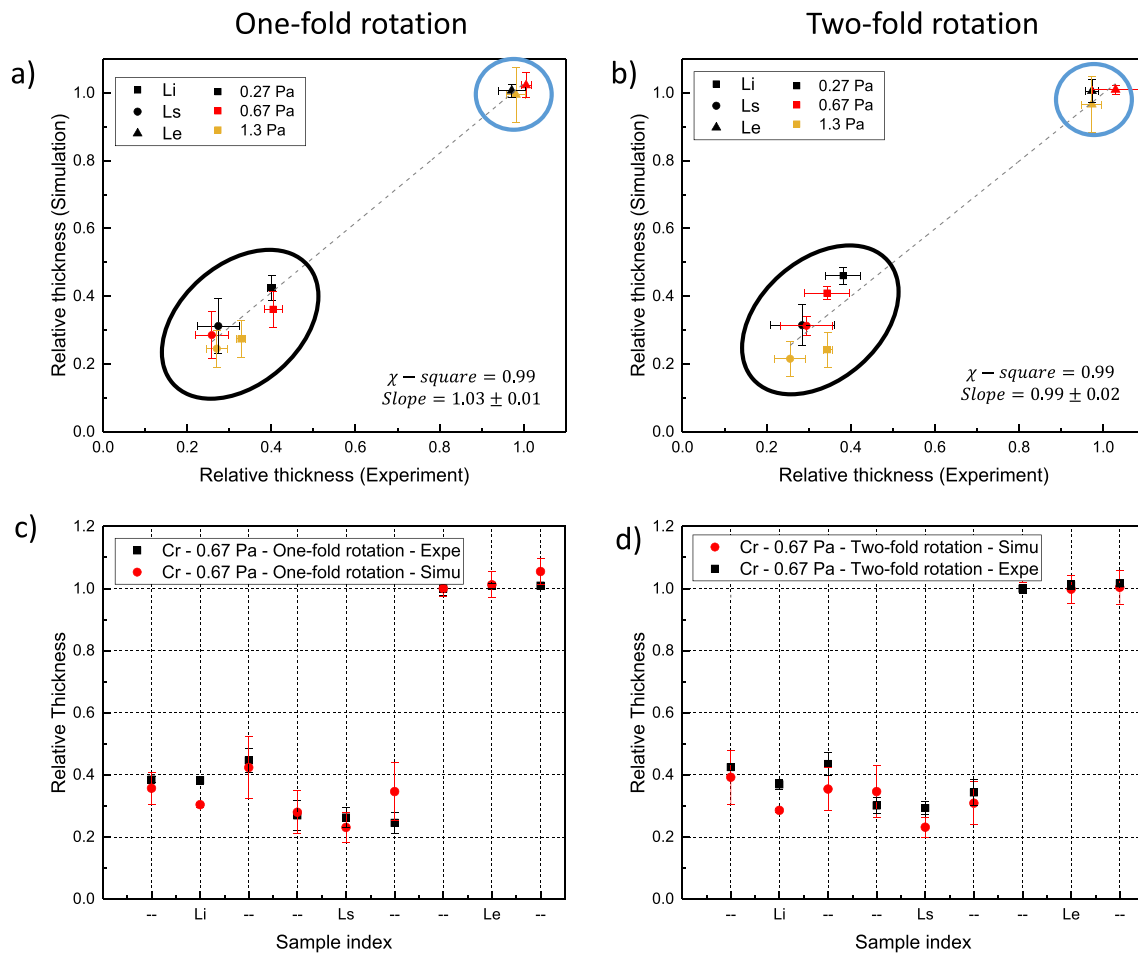 One-fold rotation
Two-fold rotation
a)
Li
Ls
Le
0.27 Pa
0.67 Pa
1.3 Pa
1.0
0.8
0.6
0.4
0.2
0.0
Relative thickness (Simulation)
χ − square = 0.99
Slope = 1.03 ± 0.01
0.0 0.2 0.4 0.6 0.8 1.0
Relative thickness (Experiment)
b)
Li
Ls
Le
0.27 Pa
0.67 Pa
1.3 Pa
1.0
0.8
0.6
0.4
0.2
0.0
Relative thickness (Simulation)
χ − square = 0.99
Slope = 0.99 ± 0.02
0.0 0.2 0.4 0.6 0.8 1.0
Relative thickness (Experiment)
c)
Cr - 0.67 Pa - One-fold rotation - Expe
Cr - 0.67 Pa - One-fold rotation - Simu
1.2
1.0
0.8
0.6
0.4
0.2
0.0
Relative Thickness
-- Li -- -- Ls -- -- Le --
Sample index
d)
Cr - 0.67 Pa - Two-fold rotation - Simu
Cr - 0.67 Pa - Two-fold rotation - Expe
1.2
1.0
0.8
0.6
0.4
0.2
0.0
Relative Thickness
-- Li -- -- Ls -- -- Le --
Sample index